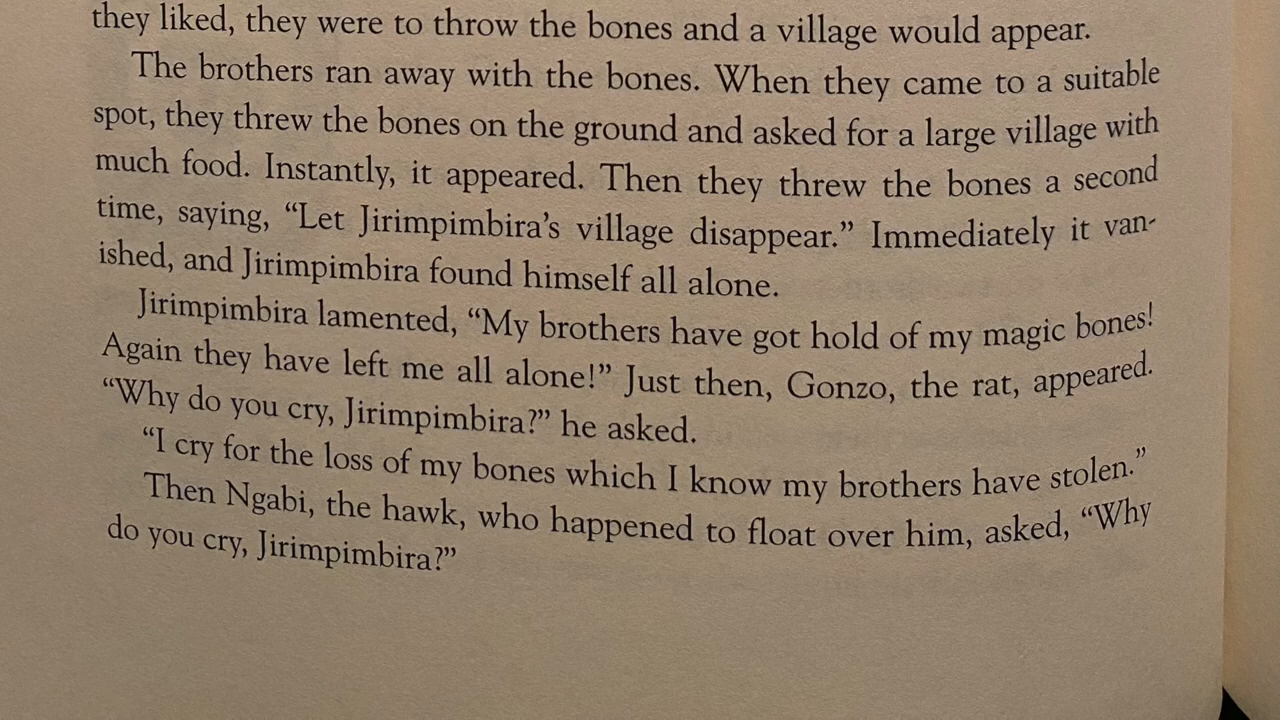 they liked, they were to throw the bones and a village would appear.
The brothers ran away with the bones. When they came to a suitable
spot, they threw the bones on the ground and asked for a large village with
much food. Instantly, it appeared. Then they threw the bones a second
time, saying, “Let Jirimpimbira’s village disappear.” Immediately it van-
ished, and Jirimpimbira found himself all alone.
Jirimpimbira lamented, “My brothers have got hold of my magic bones!
Again they have left me all alone!” Just then, Gonzo, the rat, appeared.
“Why do you cry, Jirimpimbira?” he asked.
“I cry for the loss of my bones which I know my brothers have stolen.”
Then Ngabi, the hawk, who happened to float over him, asked, “Why
do you cry, Jirimpimbira?”